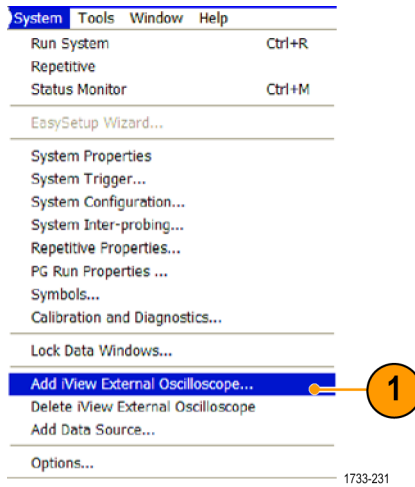 System Tools Window Help
Run System Ctrl+R
Repetitive
Status Monitor Ctrl+M
EasySetup Wizard...
System Properties
System Trigger...
System Configuration...
System Inter-probing...
Repetitive Properties...
PG Run Properties ...
Symbols...
Calibration and Diagnostics...
Lock Data Windows...
Add iView External Oscilloscope...
1
Delete iView External Oscilloscope
Add Data Source...
Options...
1733-231